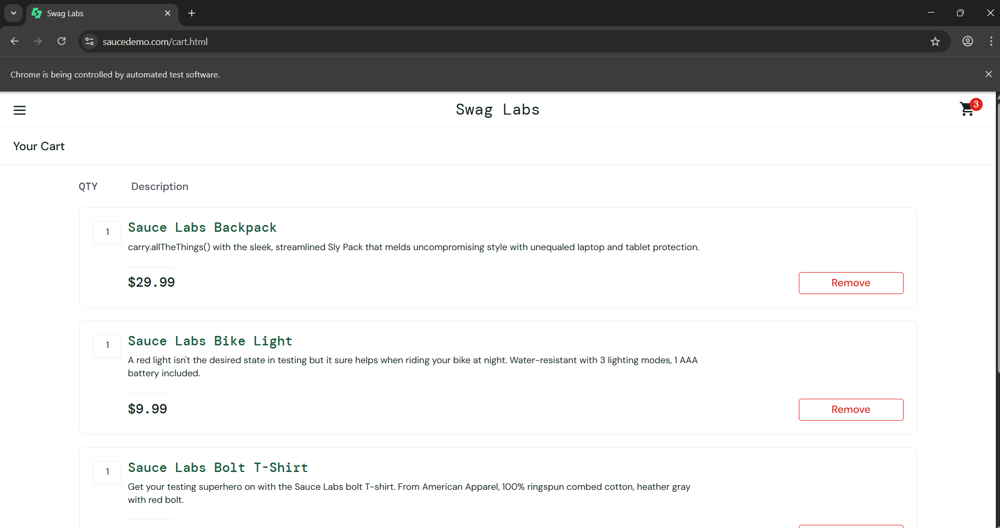 Swag Labs
saucedemo.com/cart.html
Chrome is being controlled by automated test software.
Swag Labs
3
Your Cart
QTY Description
1 Sauce Labs Backpack
carry.allTheThings() with the sleek, streamlined Sly Pack that melds uncompromising style with unequaled laptop and tablet protection.
$29.99
Remove
1 Sauce Labs Bike Light
A red light isn't the desired state in testing but it sure helps when riding your bike at night. Water-resistant with 3 lighting modes, 1 AAA
battery included.
$9.99
Remove
1 Sauce Labs Bolt T-Shirt
Get your testing superhero on with the Sauce Labs bolt T-shirt. From American Apparel, 100% ringspun combed cotton, heather gray
with red bolt.